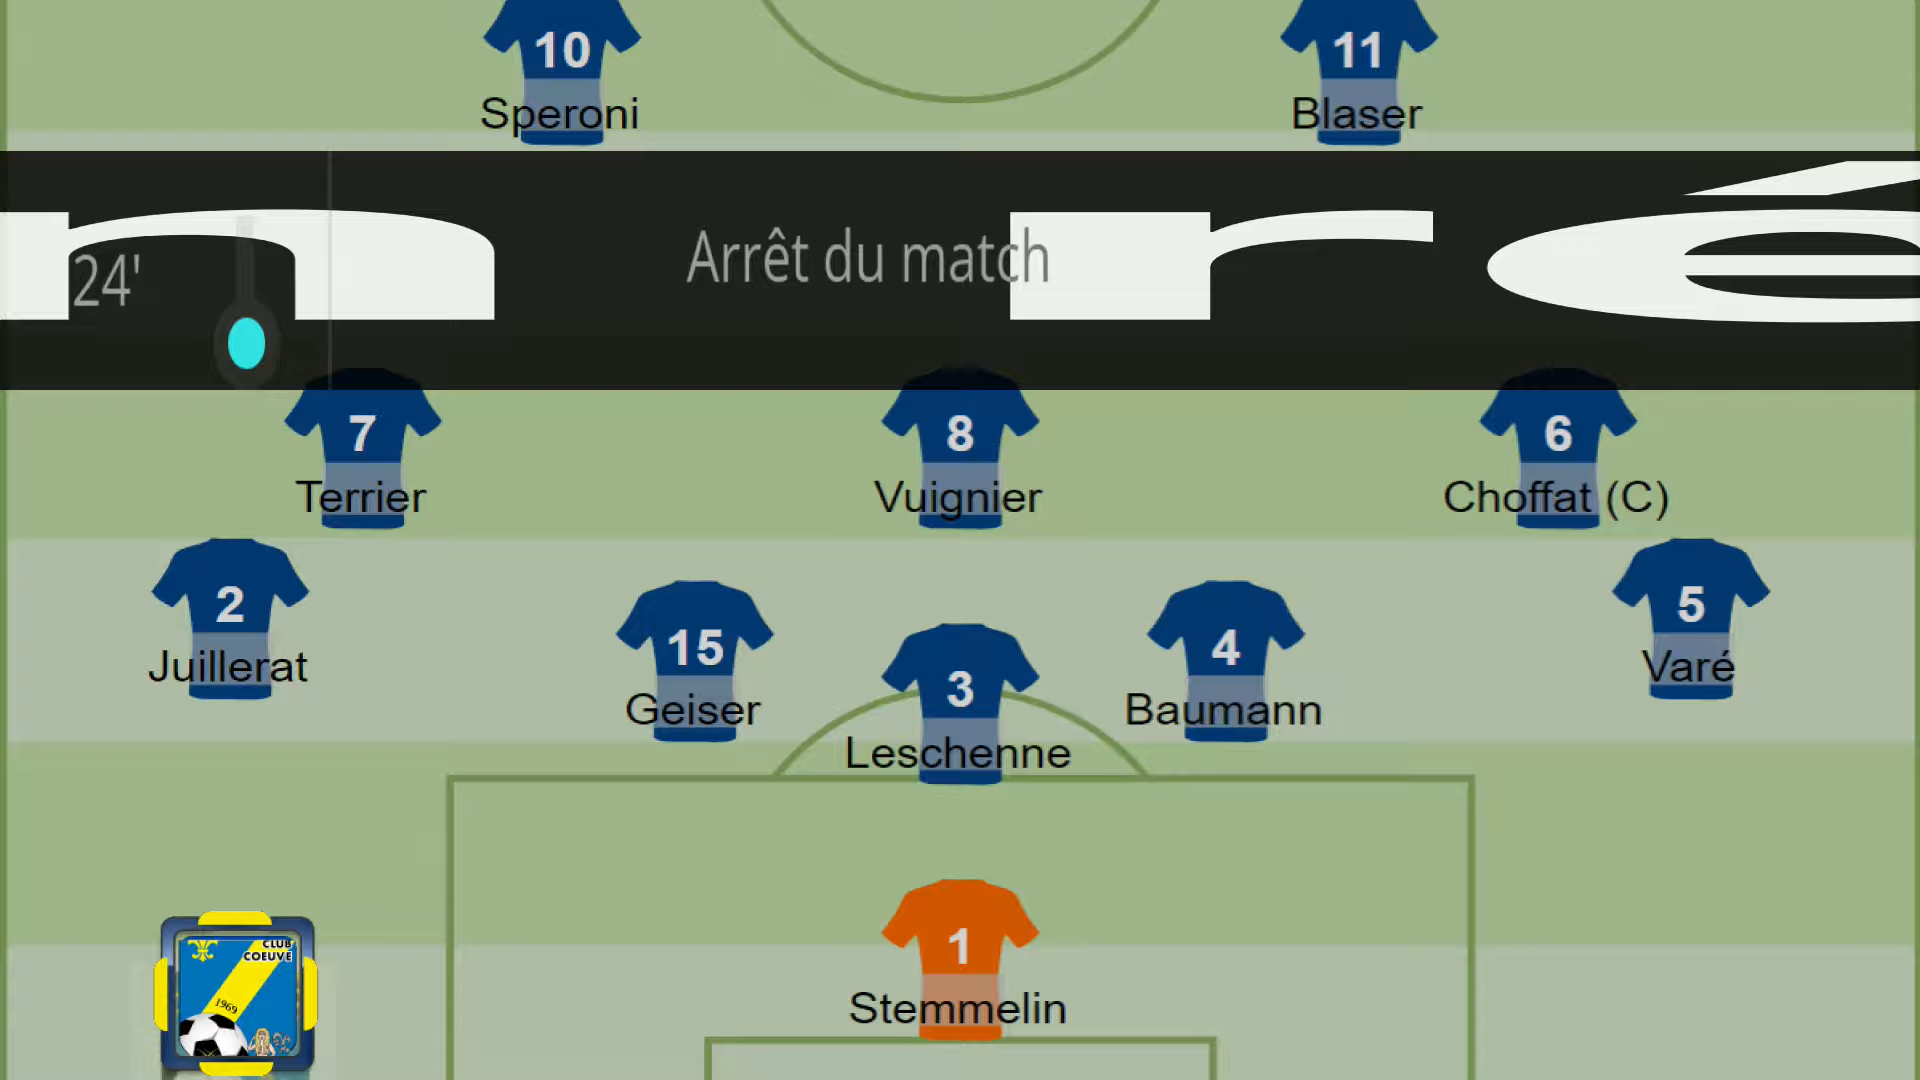 10
11
Speroni
Blaser
n ré
24'
Arrêt du match
7
8
6
Terrier
Vuignier
Choffat (C)
2
5
15
4
3
Juillerat
Varé
Geiser
Baumann
Leschenne
1
Stemmelin
CLUB
COEUVE
1969